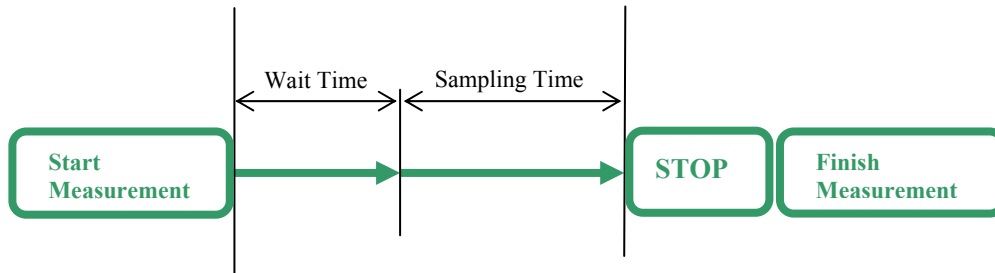 Wait Time
Sampling Time
Start
Measurement
STOP
Finish
Measurement